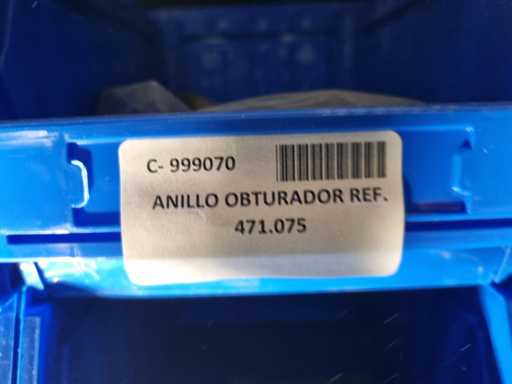 C- 999070
ANILLO OBTURADOR REF.
471.075